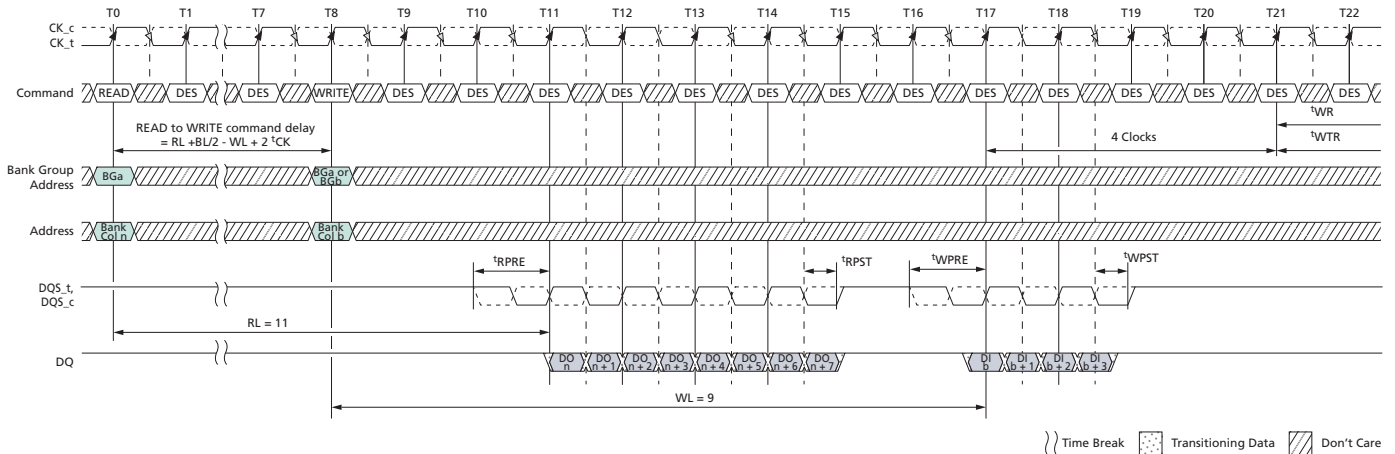 T0 T1 T7 T8 T9 T10 T11 T12 T13 T14 T15 T16 T17 T18 T19 T20 T21 T22
CK_c
CK_t
Command READ DES DES WRITE DES DES DES DES DES DES DES DES DES DES DES DES DES DES
READ to WRITE command delay
= RL +BL/2 - WL + 2 tCK
4 Clocks
tWR
tWTR
Bank Group
Address
BGa
BGa or
BGb
Address
Bank
Col n
Bank
Col b
tRPRE tRPST tWPRE tWPST
DQS_t,
DQS_c
RL = 11
DQ
DO
n
DO
n + 1
DO
n + 2
DO
n + 3
DO
n + 4
DO
n + 5
DO
n + 6
DO
n + 7
DI
b
DI
b + 1
DI
b + 2
DI
b + 3
WL = 9
Time Break Transitioning Data Don't Care